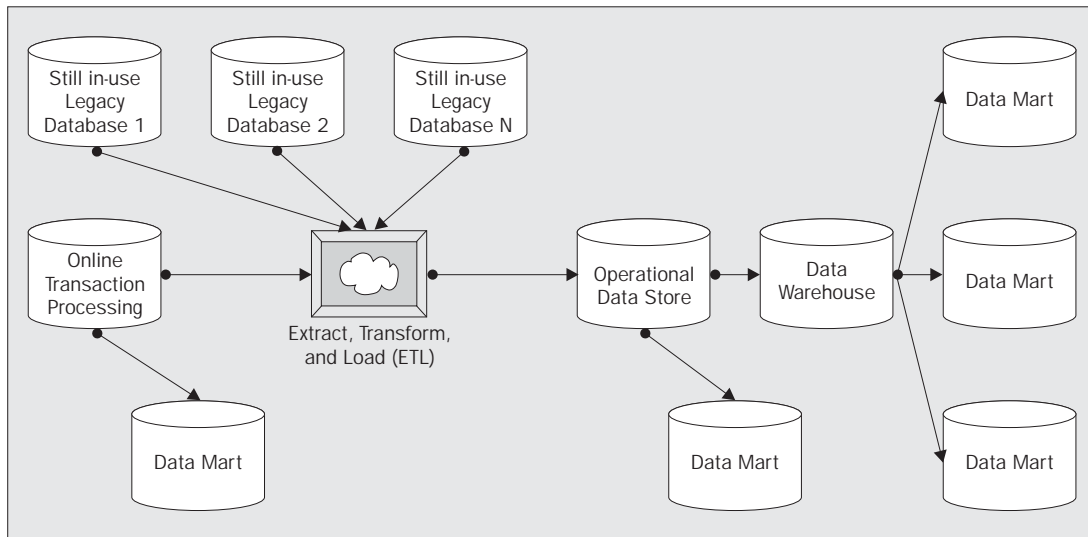 Still in-use
Legacy
Database 1
Still in-use
Legacy
Database 2
Still in-use
Legacy
Database N
Data Mart
Online
Transaction
Processing
Extract, Transform,
and Load (ETL)
Operational
Data Store
Data
Warehouse
Data Mart
Data Mart
Data Mart
Data Mart